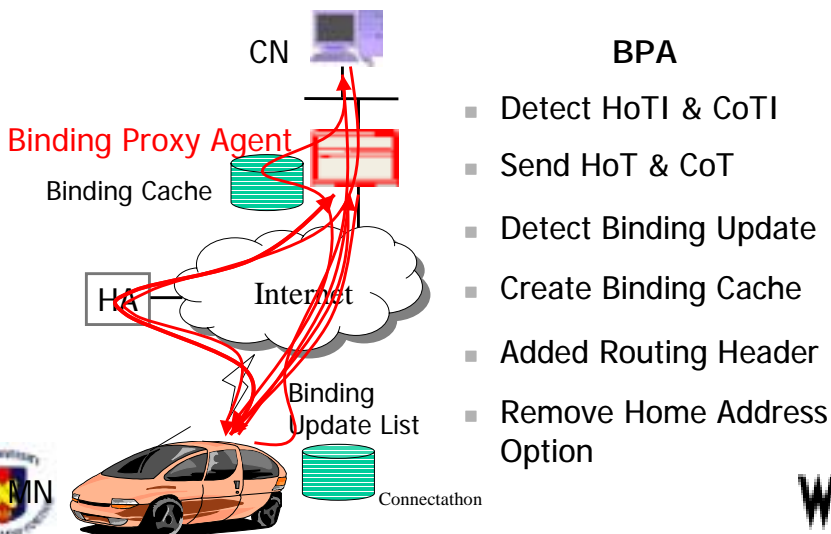 CN
BPA
Binding Proxy Agent
Binding Cache
HA
Internet
Binding
Update List
MN
Connectathon
Detect HoTI & CoTI
Send HoT & CoT
Detect Binding Update
Create Binding Cache
Added Routing Header
Remove Home Address
Option
W